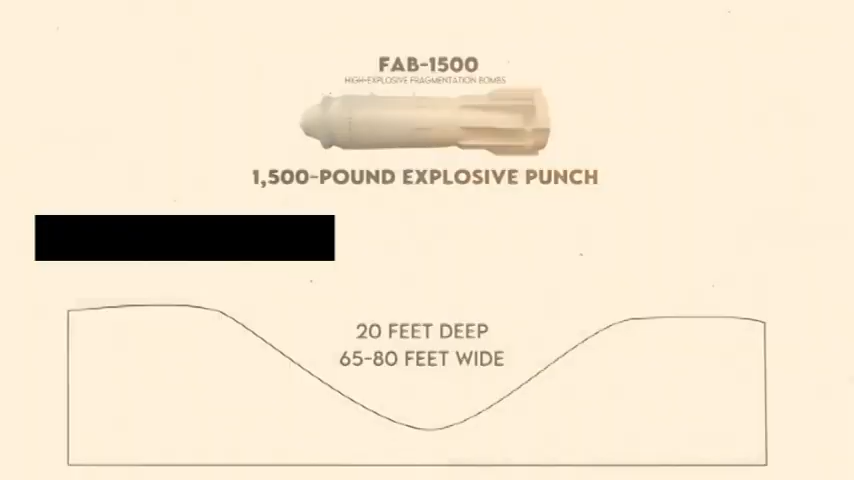 FAB-1500
HIGH-EXPLOSIVE FRAGMENTATION BOMBS
1,500-POUND EXPLOSIVE PUNCH
20 FEET DEEP
65-80 FEET WIDE